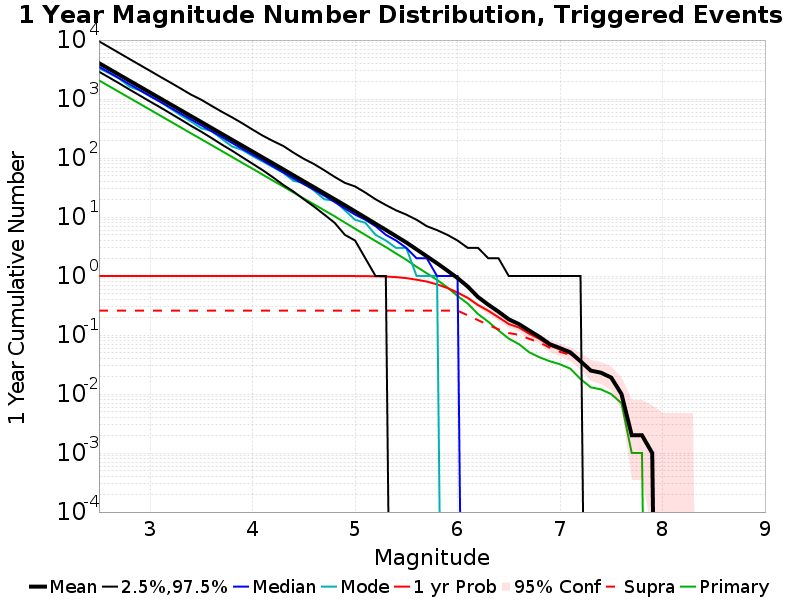 1 Year Magnitude Number Distribution, Triggered Events
1 Year Cumulative Number
10^4
10^3
10^2
10^1
10^0
10^-1
10^-2
10^-3
10^-4
3 4 5 6 7 8 9
Magnitude
Mean 2.5%,97.5% Median Mode 1 yr Prob 95% Conf Supra Primary